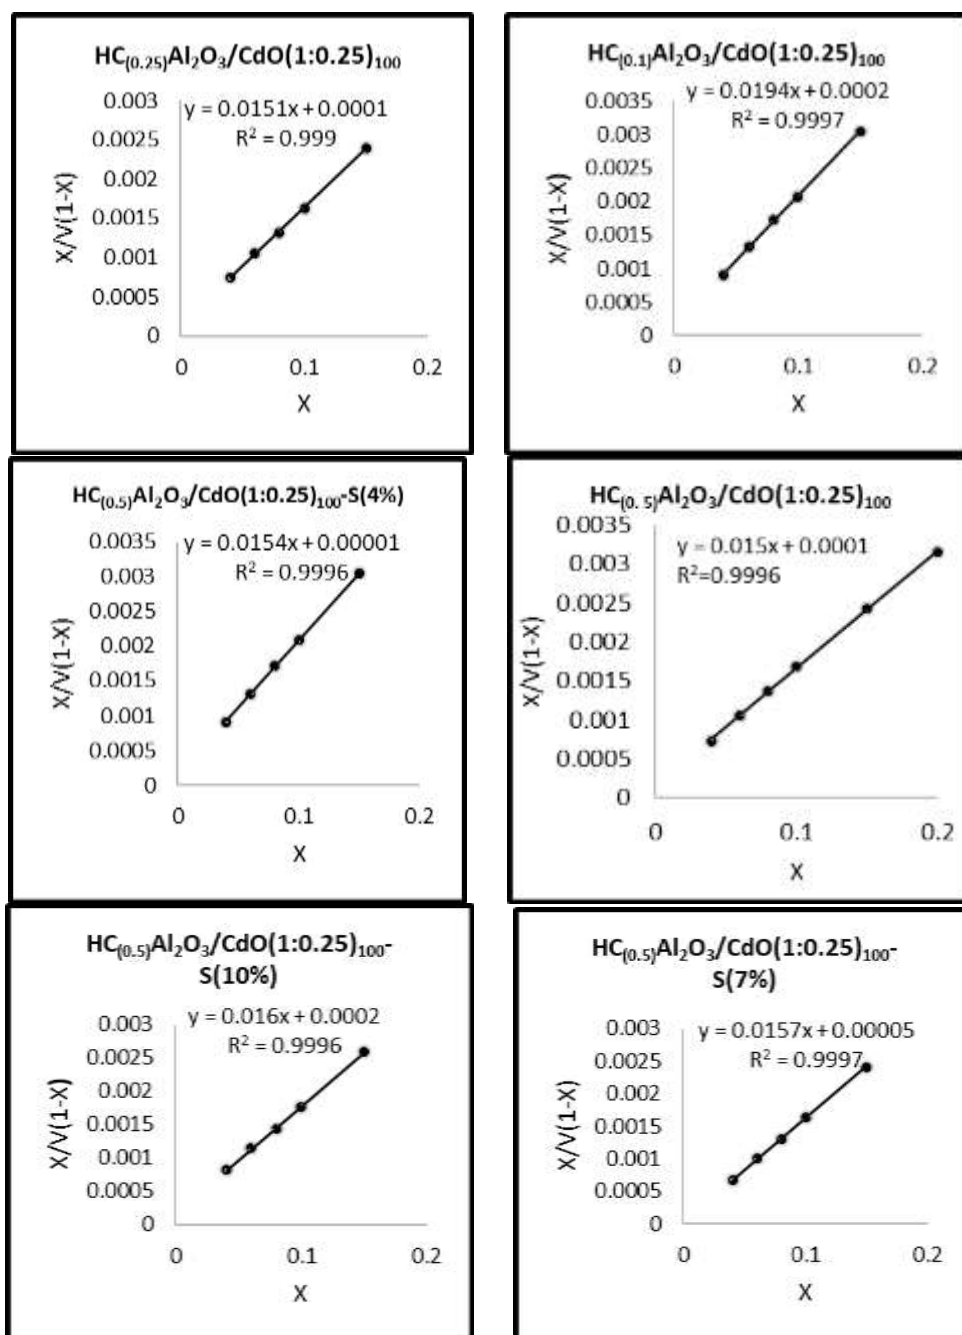 HC(0.25)Al2O3/CdO(1:0.25)100
y = 0.0151x + 0.0001
R2 = 0.999
0.003
0.0025
0.002
0.0015
0.001
0.0005
0
X/V(1-X)
0 0.1 0.2
X
HC(0.1)Al2O3/CdO(1:0.25)100
y = 0.0194x + 0.0002
R2 = 0.9997
0.0035
0.003
0.0025
0.002
0.0015
0.001
0.0005
0
X/V(1-X)
0 0.1 0.2
X
HC(0.5)Al2O3/CdO(1:0.25)100-S(4%)
y = 0.0154x + 0.00001
R2 = 0.9996
0.0035
0.003
0.0025
0.002
0.0015
0.001
0.0005
0
X/V(1-X)
0 0.1 0.2
X
HC(0.5)Al2O3/CdO(1:0.25)100
y = 0.015x + 0.0001
R2=0.9996
0.0035
0.003
0.0025
0.002
0.0015
0.001
0.0005
0
X/V(1-X)
0 0.1 0.2
X
HC(0.5)Al2O3/CdO(1:0.25)100-
S(10%)
y = 0.016x + 0.0002
R2 = 0.9996
0.003
0.0025
0.002
0.0015
0.001
0.0005
0
X/V(1-X)
0 0.1 0.2
X
HC(0.5)Al2O3/CdO(1:0.25)100-
S(7%)
y = 0.0157x + 0.00005
R2 = 0.9997
0.003
0.0025
0.002
0.0015
0.001
0.0005
0
X/V(1-X)
0 0.1 0.2
X